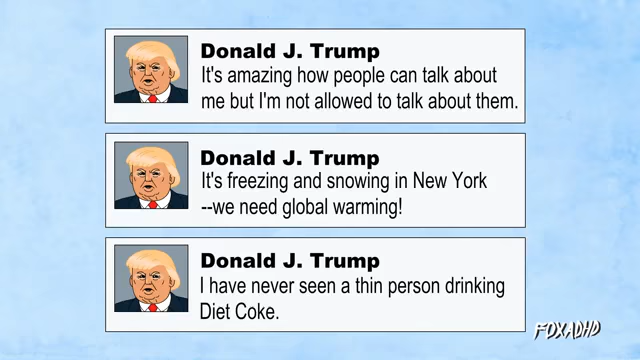 Donald J. Trump
It's amazing how people can talk about
me but I'm not allowed to talk about them.
Donald J. Trump
It's freezing and snowing in New York
--we need global warming!
Donald J. Trump
I have never seen a thin person drinking
Diet Coke.
FOXADHD